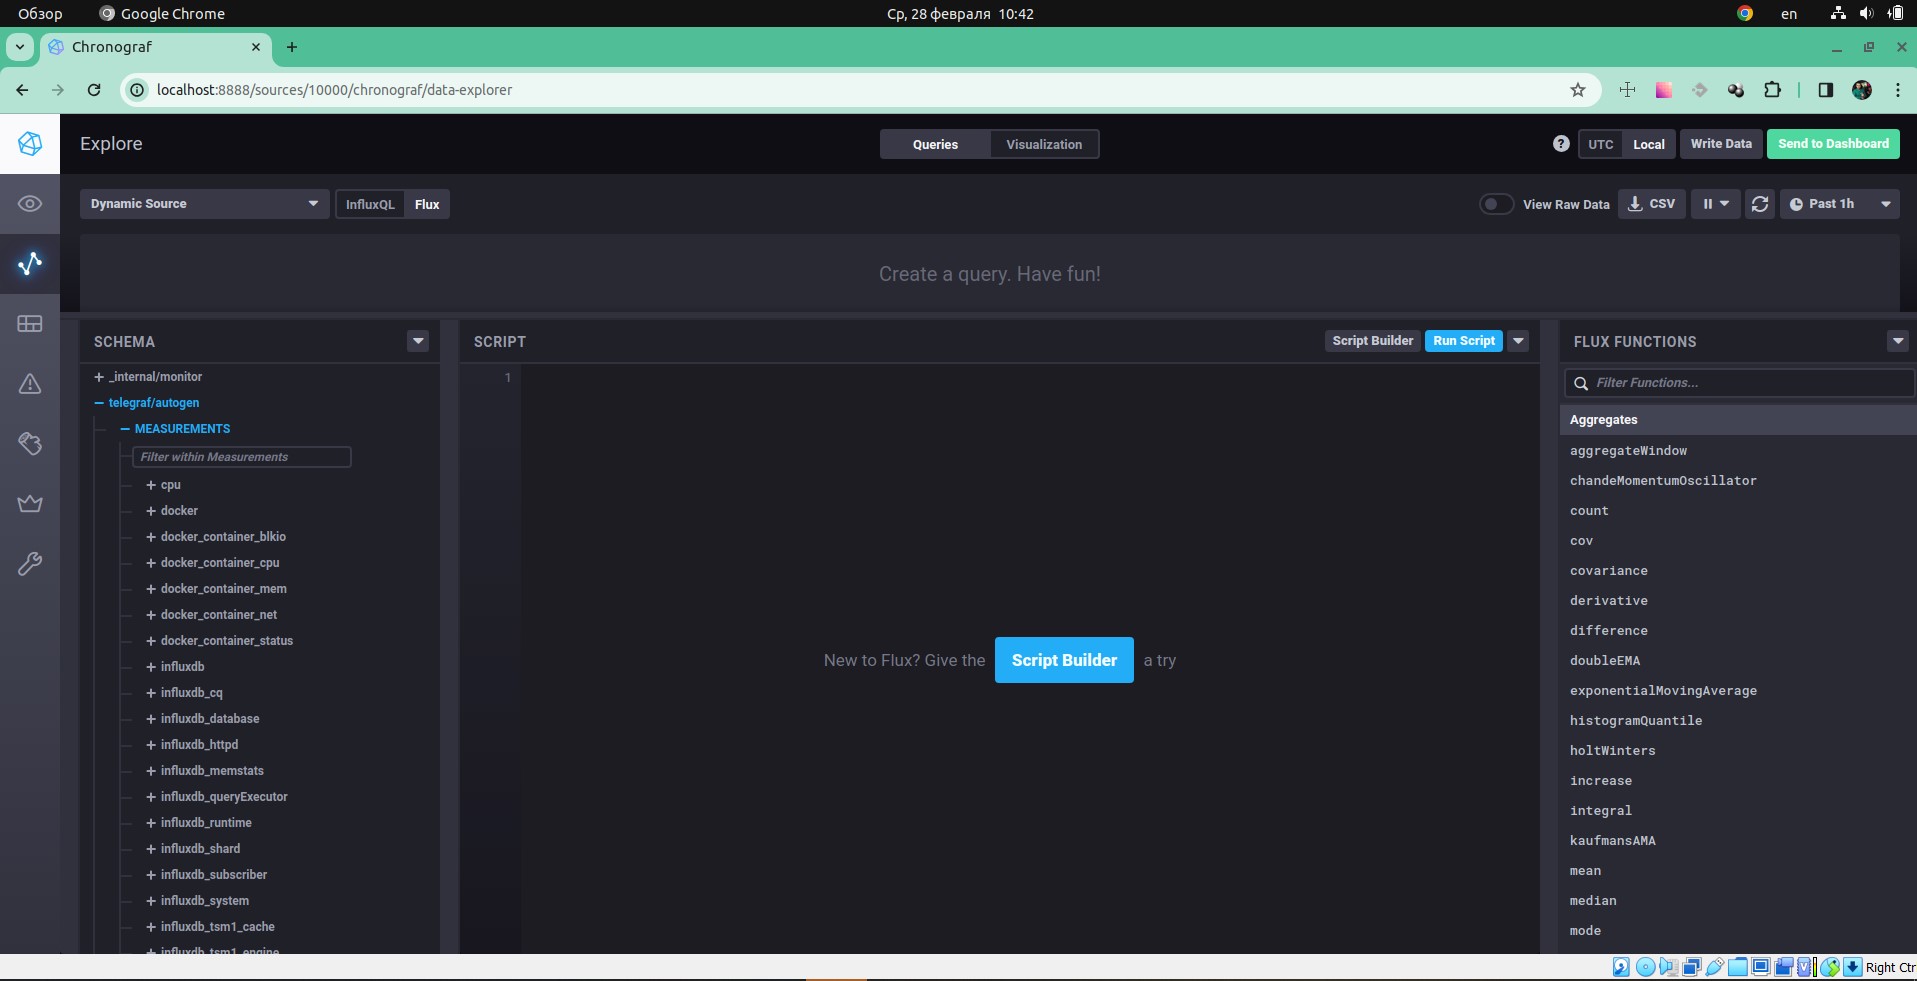 Обзор Google Chrome Ср, 28 февраля 10:42 en
Chronograf
localhost:8888/sources/10000/chronograf/data-explorer
Explore Queries Visualization ? UTC Local Write Data Send to Dashboard
Dynamic Source InfluxQL Flux View Raw Data CSV Past 1h
Create a query. Have fun!
SCHEMA
_internal/monitor
telegraf/autogen
MEASUREMENTS
Filter within Measurements
cpu
docker
docker_container_blkio
docker_container_cpu
docker_container_mem
docker_container_net
docker_container_status
influxdb
influxdb_cq
influxdb_database
influxdb_httpd
influxdb_memstats
influxdb_queryExecutor
influxdb_runtime
influxdb_shard
influxdb_subscriber
influxdb_system
influxdb_tsm1_cache
influxdb_tsm1_engine
SCRIPT Script Builder Run Script
1
New to Flux? Give the Script Builder a try
FLUX FUNCTIONS
Filter Functions...
Aggregates
aggregateWindow
chandeMomentumOscillator
count
cov
covariance
derivative
difference
doubleEMA
exponentialMovingAverage
histogramQuantile
holtWinters
increase
integral
kaufmansAMA
mean
median
mode
Right Ctr